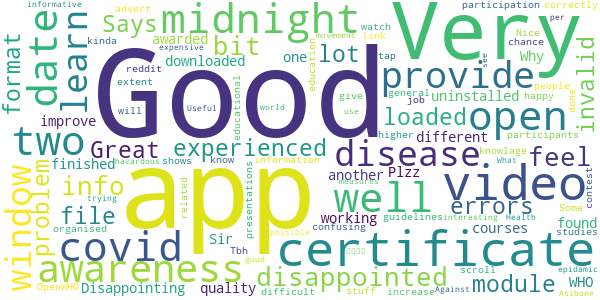 informative advert Says midnight Very participation correctly
kinda awarded bit lot one watch link Nice chance per
format date learn reddit downloaded education movement expensive tap Why invalid
extent will Good provide see people
improve two Great Useful world educational give use general job uninstalled happy done
experienced loaded different higher participants open
finished hazardous shows know app information disease another Plzz knowlage feel
window problem info related well video What contest
file covid trying presentations working errors measures Some found
organised Sir Tbh confusing guidelines interesting Health courses studies
awareness possible certificate
Disappointing quality guud disappointed scroll module WHO epidamic
OpenWHO difficult stuff increase Against Asibone